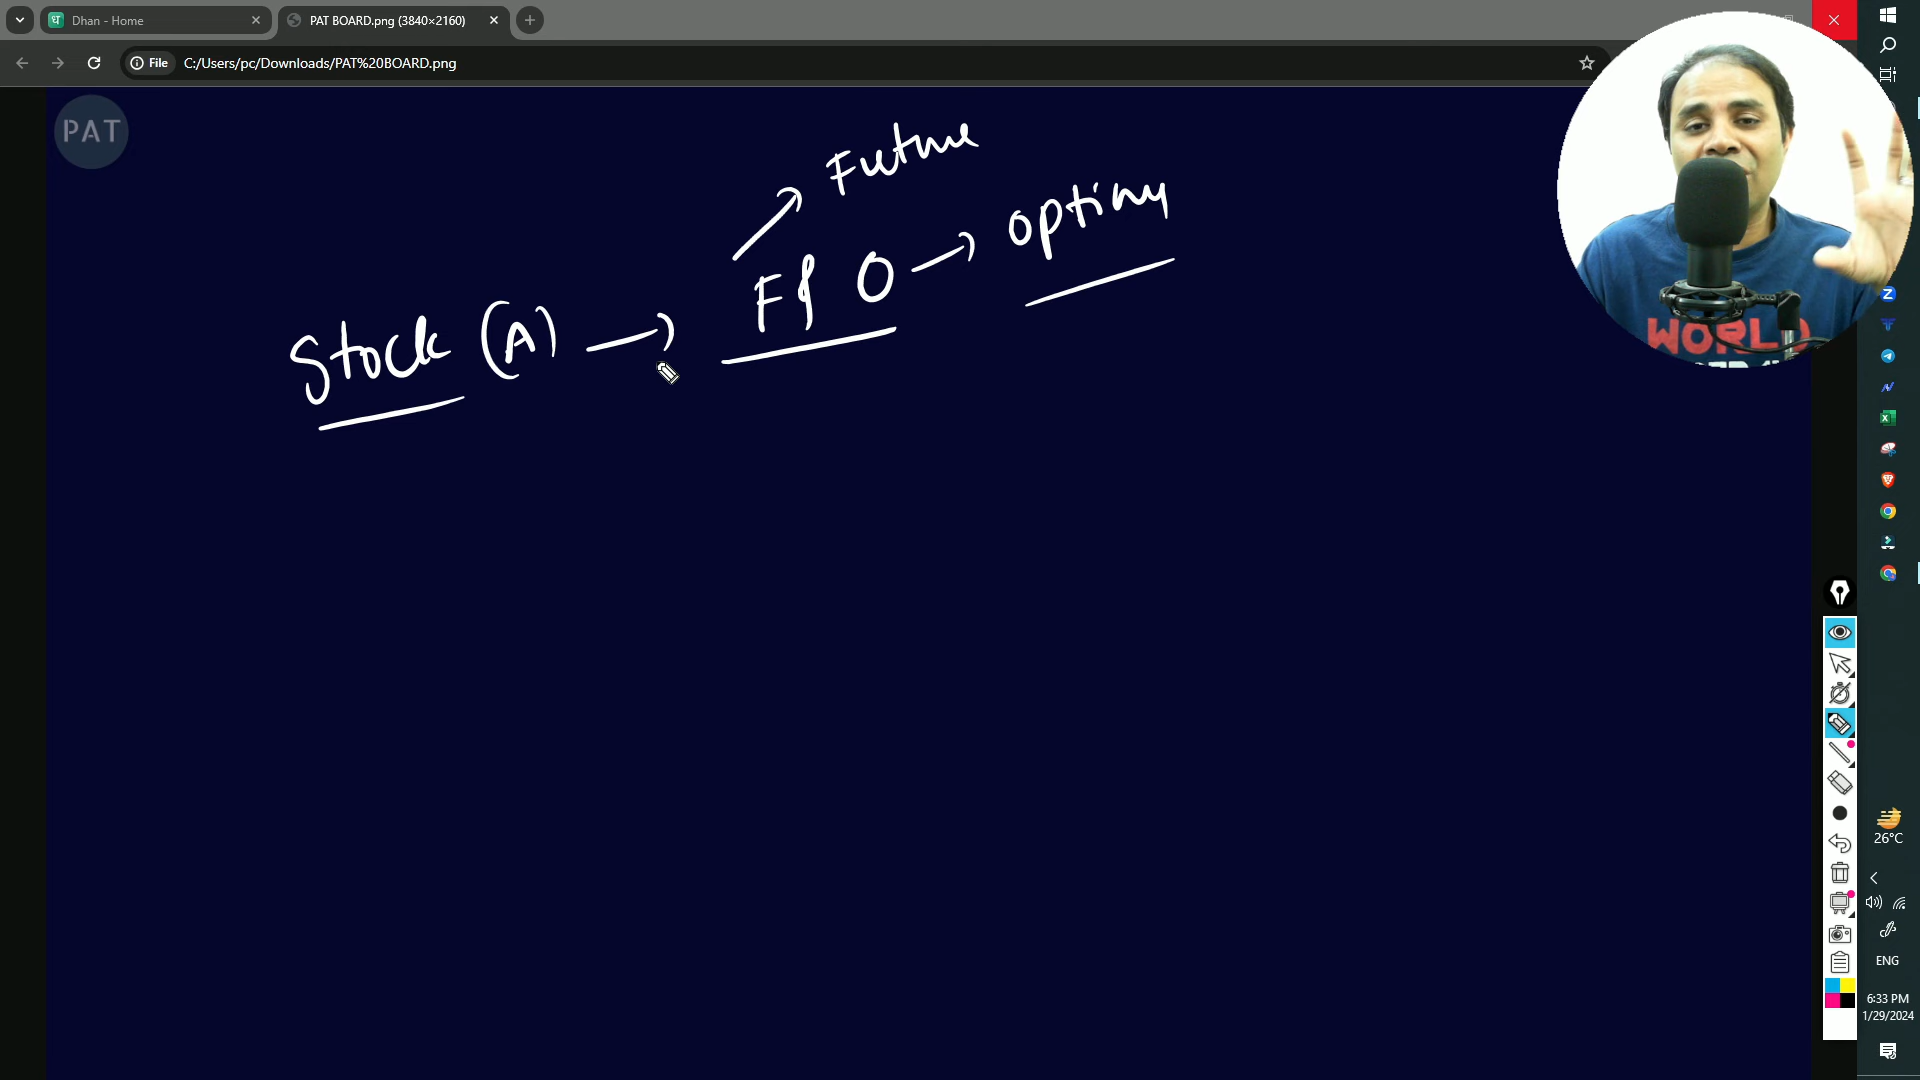 Dhan - Home
PAT BOARD.png (3840×2160)
File
C:/Users/pc/Downloads/PAT%20BOARD.png
PAT
Future
Options
F & O
Stock (A)
WORLD
26°C
ENG
6:33 PM
1/29/2024